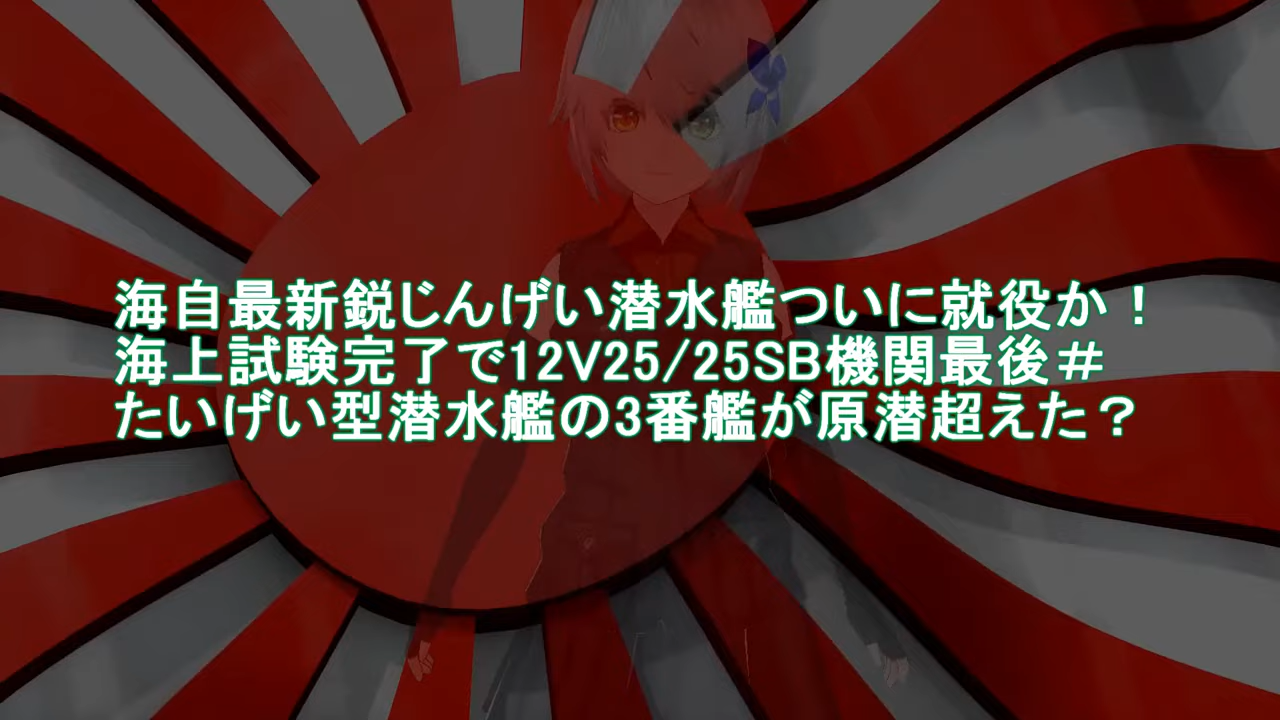 海自最新鋭じんげい潜水艦ついに就役か！
海上試験完了で12V25/25SB機関最後＃
たいげい型潜水艦の3番艦が原潜超えた？